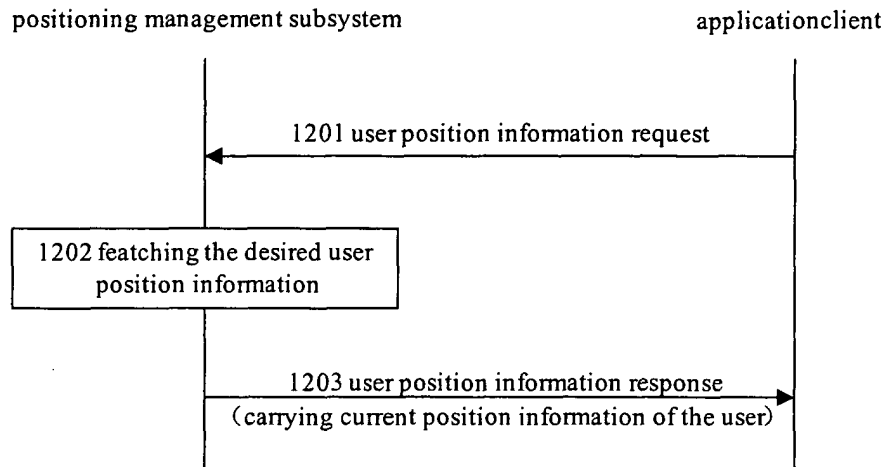 positioning management subsystem
applicationclient
1201 user position information request
1202 featching the desired user
position information
1203 user position information response
(carrying current position information of the user)